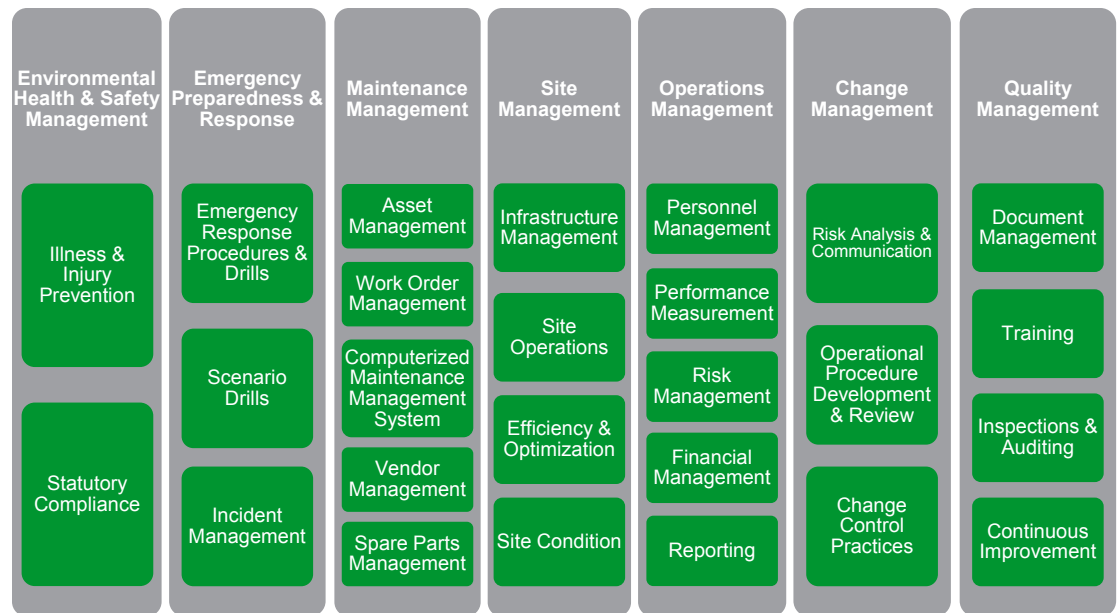 Environmental
Health & Safety
Management
Illness &
Injury
Prevention
Statutory
Compliance
Emergency
Preparedness &
Response
Emergency
Response
Procedures &
Drills
Scenario
Drills
Incident
Management
Maintenance
Management
Asset
Management
Work Order
Management
Computerized
Maintenance
Management
System
Vendor
Management
Spare Parts
Management
Site
Management
Infrastructure
Management
Site
Operations
Efficiency &
Optimization
Site Condition
Operations
Management
Personnel
Management
Performance
Measurement
Risk
Management
Financial
Management
Reporting
Change
Management
Risk Analysis &
Communication
Operational
Procedure
Development
& Review
Change
Control
Practices
Quality
Management
Document
Management
Training
Inspections &
Auditing
Continuous
Improvement